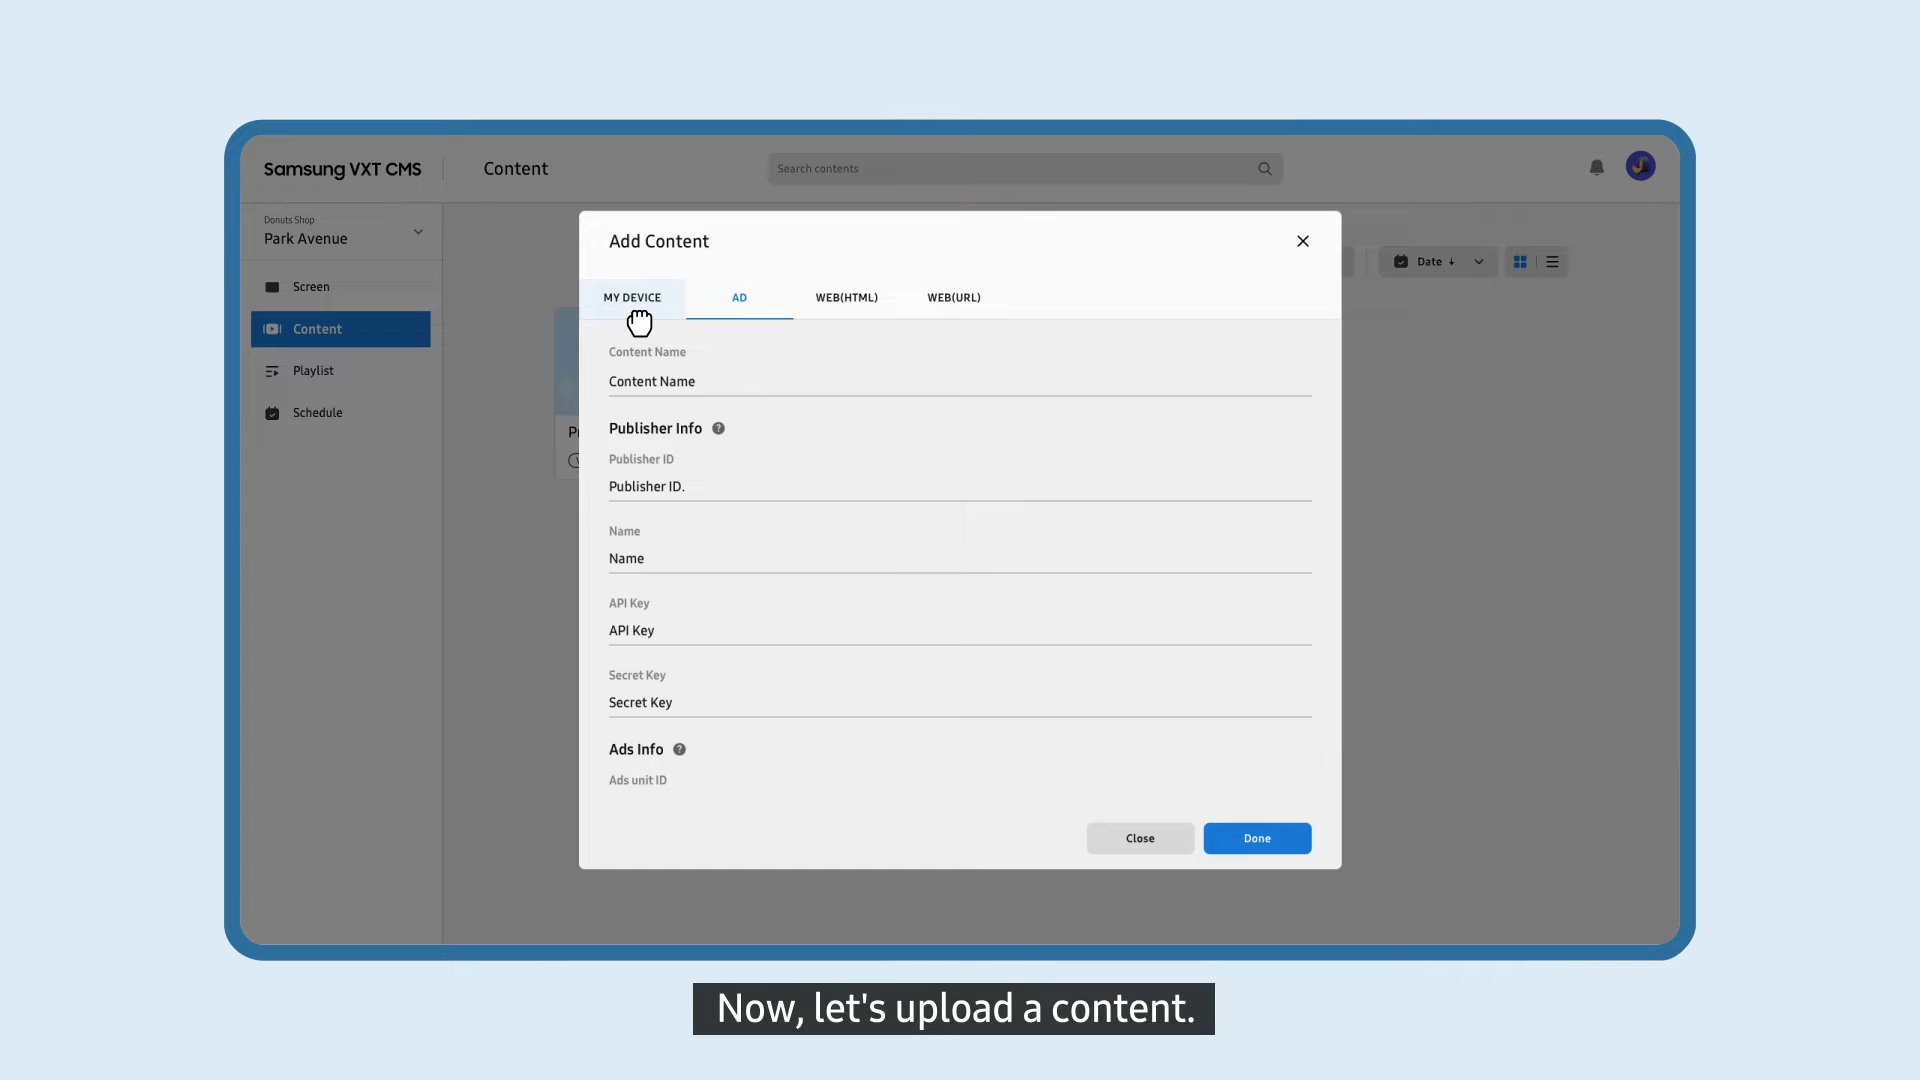 Samsung VXT CMS
Content
Search contents
Donuts Shop
Park Avenue
Screen
Content
Playlist
Schedule
Date
Add Content
MY DEVICE
AD
WEB(HTML)
WEB(URL)
Content Name
Content Name
Publisher Info
Publisher ID
Publisher ID.
Name
Name
API Key
API Key
Secret Key
Secret Key
Ads Info
Ads unit ID
Close
Done
Now, let's upload a content.